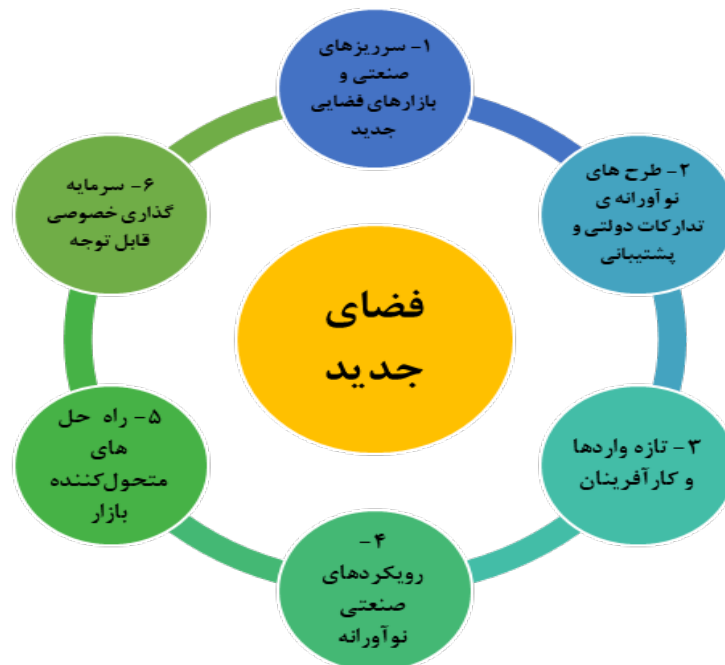 ۱- سرریزهای
صنعتی و
بازارهای فضایی
جدید
۲- طرح های
نوآورانه ی
تدارکات دولتی و
پشتیبانی
۳- تازه واردها
و کارآفرینان
۴-
رویکردهای
صنعتی
نوآورانه
۵- راه حل
های
متحول‌کننده
بازار
۶- سرمایه
گذاری خصوصی
قابل توجه
فضای
جدید